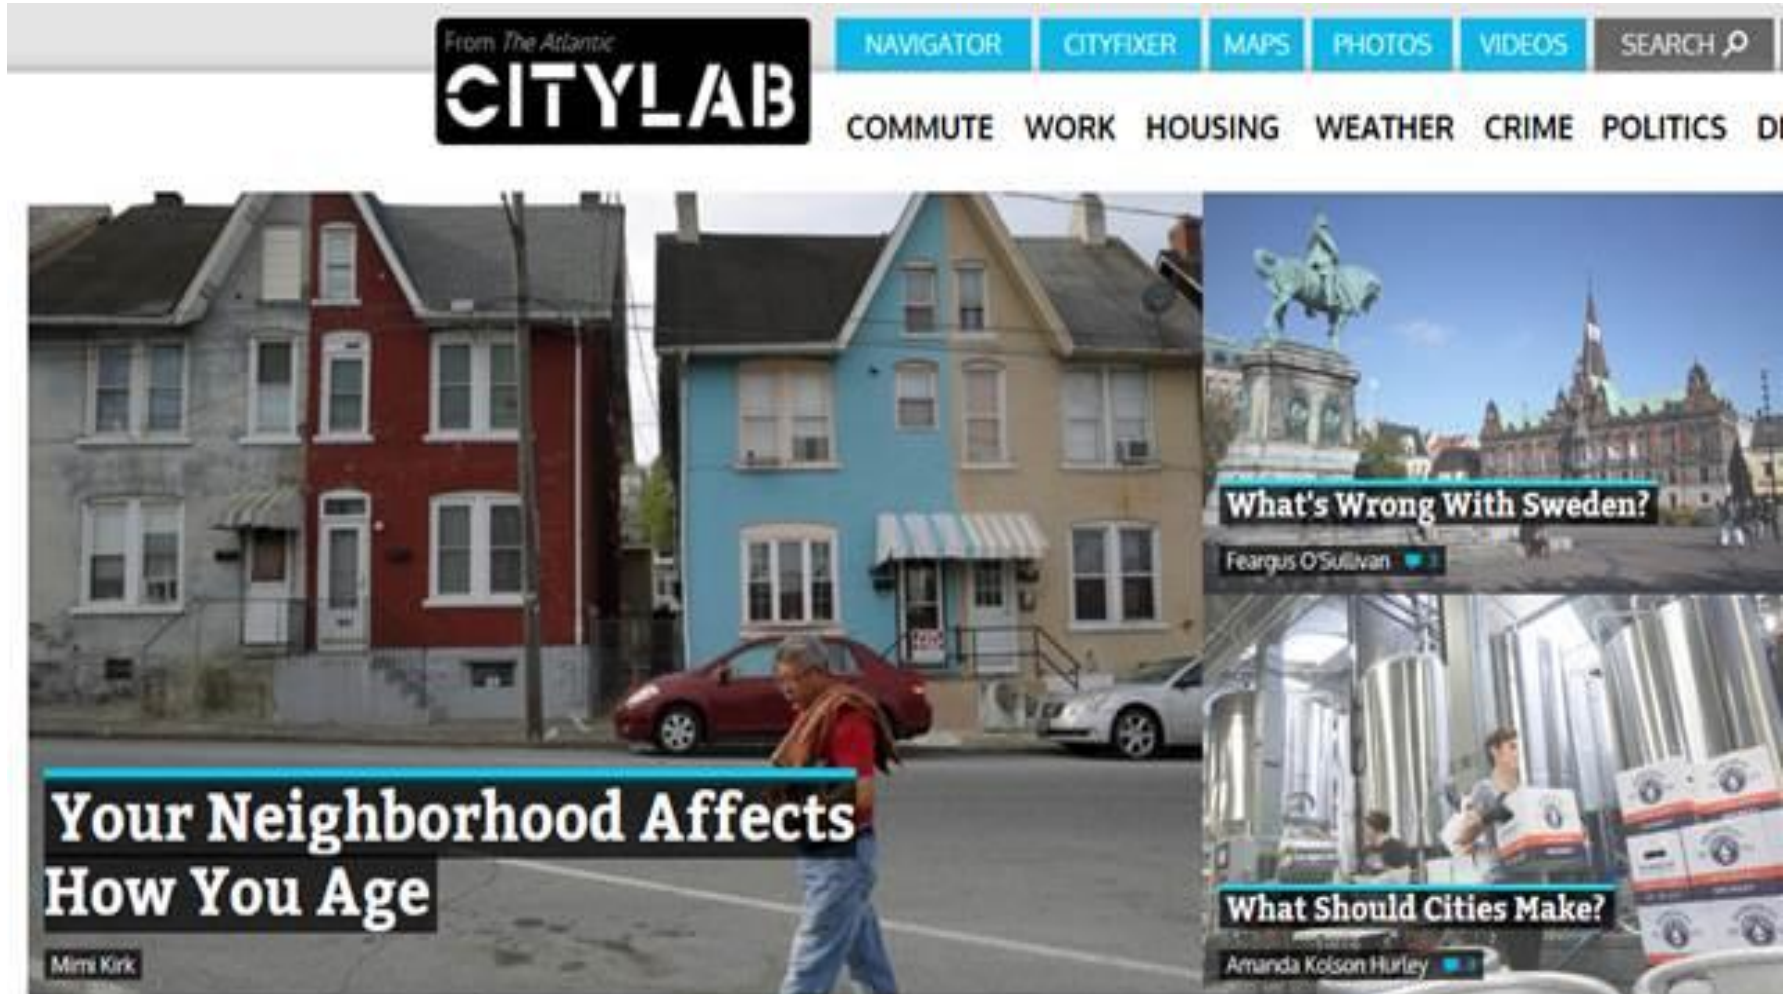 From The Atlantic
CITYLAB
NAVIGATOR CITYFIXER MAPS PHOTOS VIDEOS SEARCH
COMMUTE WORK HOUSING WEATHER CRIME POLITICS
What's Wrong With Sweden?
Feargus O'Sullivan
Your Neighborhood Affects
How You Age
Mimi Kirk
What Should Cities Make?
Amanda Kolson Hurley